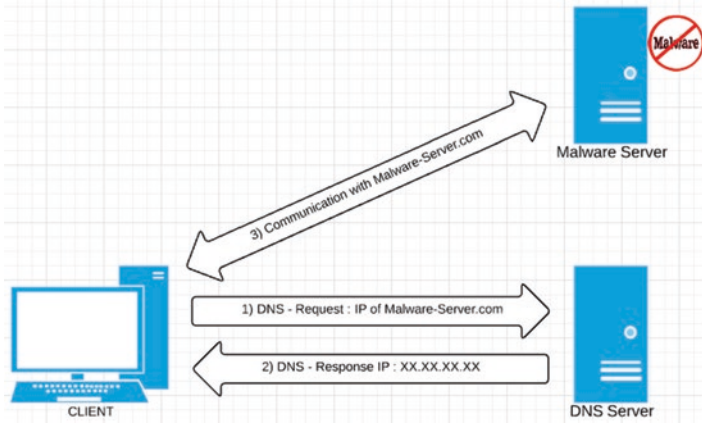 Malware
Malware Server
3) Communication with Malware-Server.com
1) DNS - Request : IP of Malware-Server.com
2) DNS - Response IP : XX.XX.XX.XX
CLIENT
DNS Server